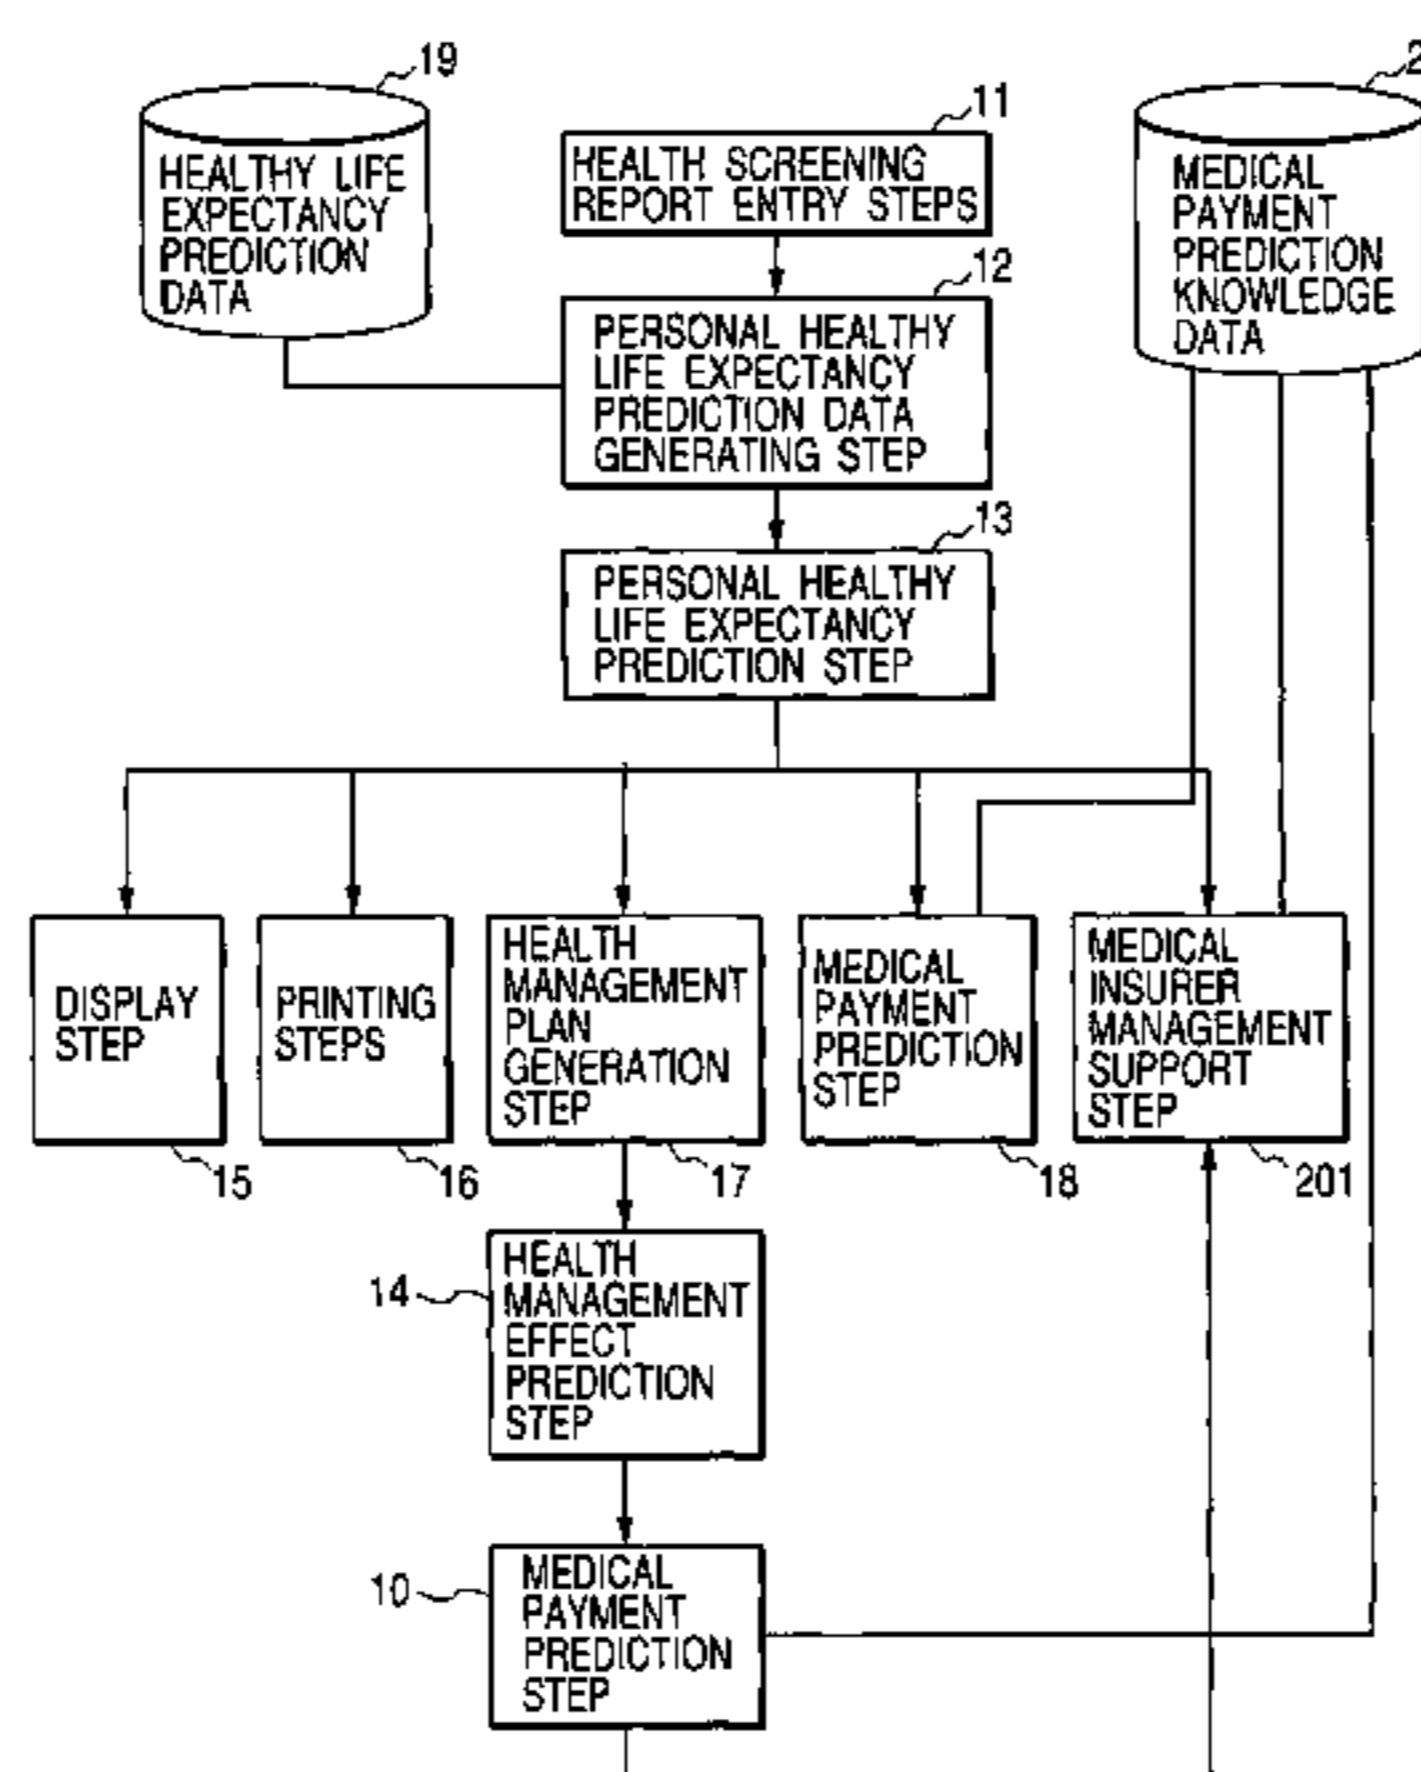 19
HEALTHY LIFE
EXPECTANCY
PREDICTION
DATA
11
HEALTH SCREENING
REPORT ENTRY STEPS
MEDICAL
PAYMENT
PREDICTION
KNOWLEDGE
DATA
12
PERSONAL HEALTHY
LIFE EXPECTANCY
PREDICTION DATA
GENERATING STEP
13
PERSONAL HEALTHY
LIFE EXPECTANCY
PREDICTION STEP
DISPLAY
STEP
15
PRINTING
STEPS
16
HEALTH
MANAGEMENT
PLAN
GENERATION
STEP
17
MEDICAL
PAYMENT
PREDICTION
STEP
18
MEDICAL
INSURER
MANAGEMENT
SUPPORT
STEP
201
14
HEALTH
MANAGEMENT
EFFECT
PREDICTION
STEP
10
MEDICAL
PAYMENT
PREDICTION
STEP